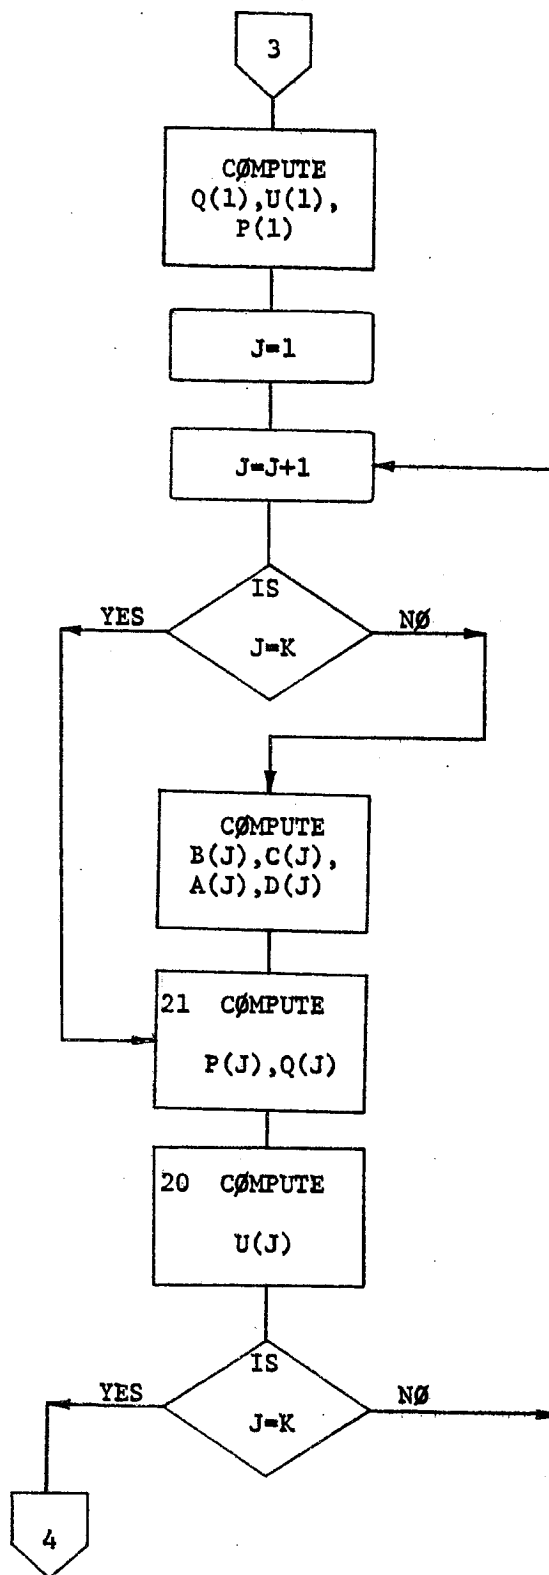 3
CØMPUTE
Q(1),U(1),
P(1)
J=1
J=J+1
IS
YES
NØ
J=K
CØMPUTE
B(J),C(J),
A(J),D(J)
21 CØMPUTE
P(J),Q(J)
20 CØMPUTE
U(J)
IS
YES
NØ
J=K
4